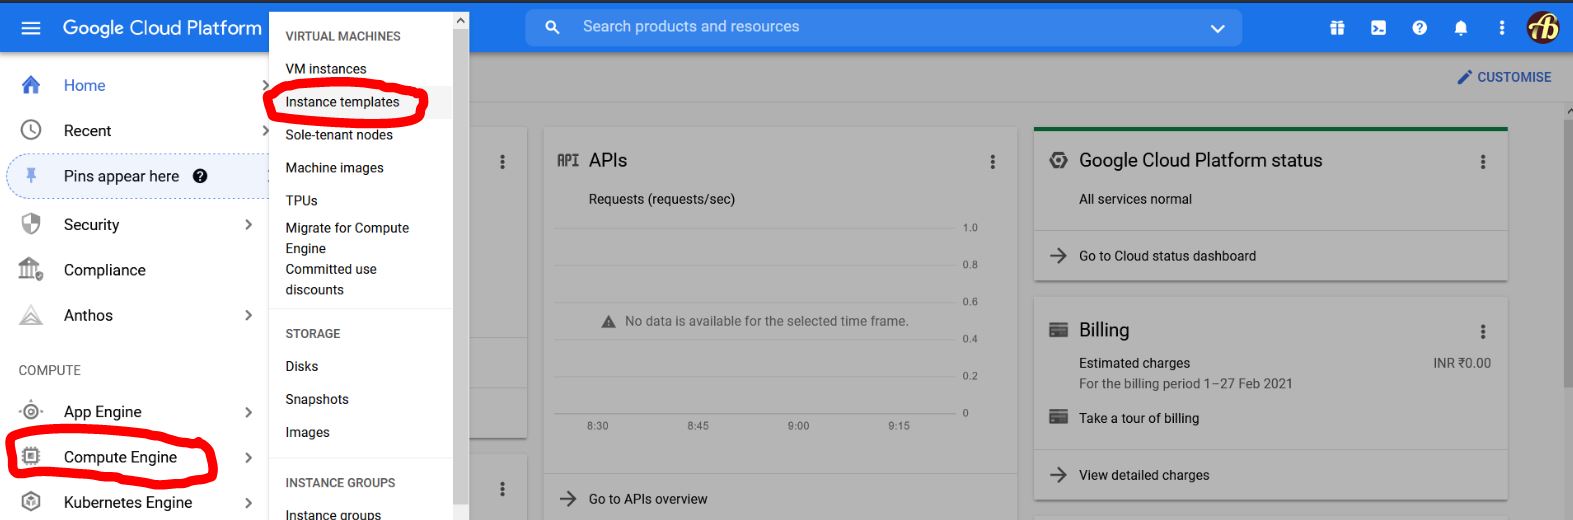 Google Cloud Platform
Search products and resources
Home
Recent
Pins appear here
Security
Compliance
Anthos
COMPUTE
App Engine
Compute Engine
Kubernetes Engine
VIRTUAL MACHINES
VM instances
Instance templates
Sole-tenant nodes
Machine images
TPUs
Migrate for Compute
Engine
Committed use
discounts
STORAGE
Disks
Snapshots
Images
INSTANCE GROUPS
Instance groups
CUSTOMISE
API APIs
Requests (requests/sec)
1.0
0.8
0.6
No data is available for the selected time frame.
0.4
0.2
0
8:30 8:45 9:00 9:15
Go to APIs overview
Google Cloud Platform status
All services normal
Go to Cloud status dashboard
Billing
Estimated charges INR ₹0.00
For the billing period 1–27 Feb 2021
Take a tour of billing
View detailed charges